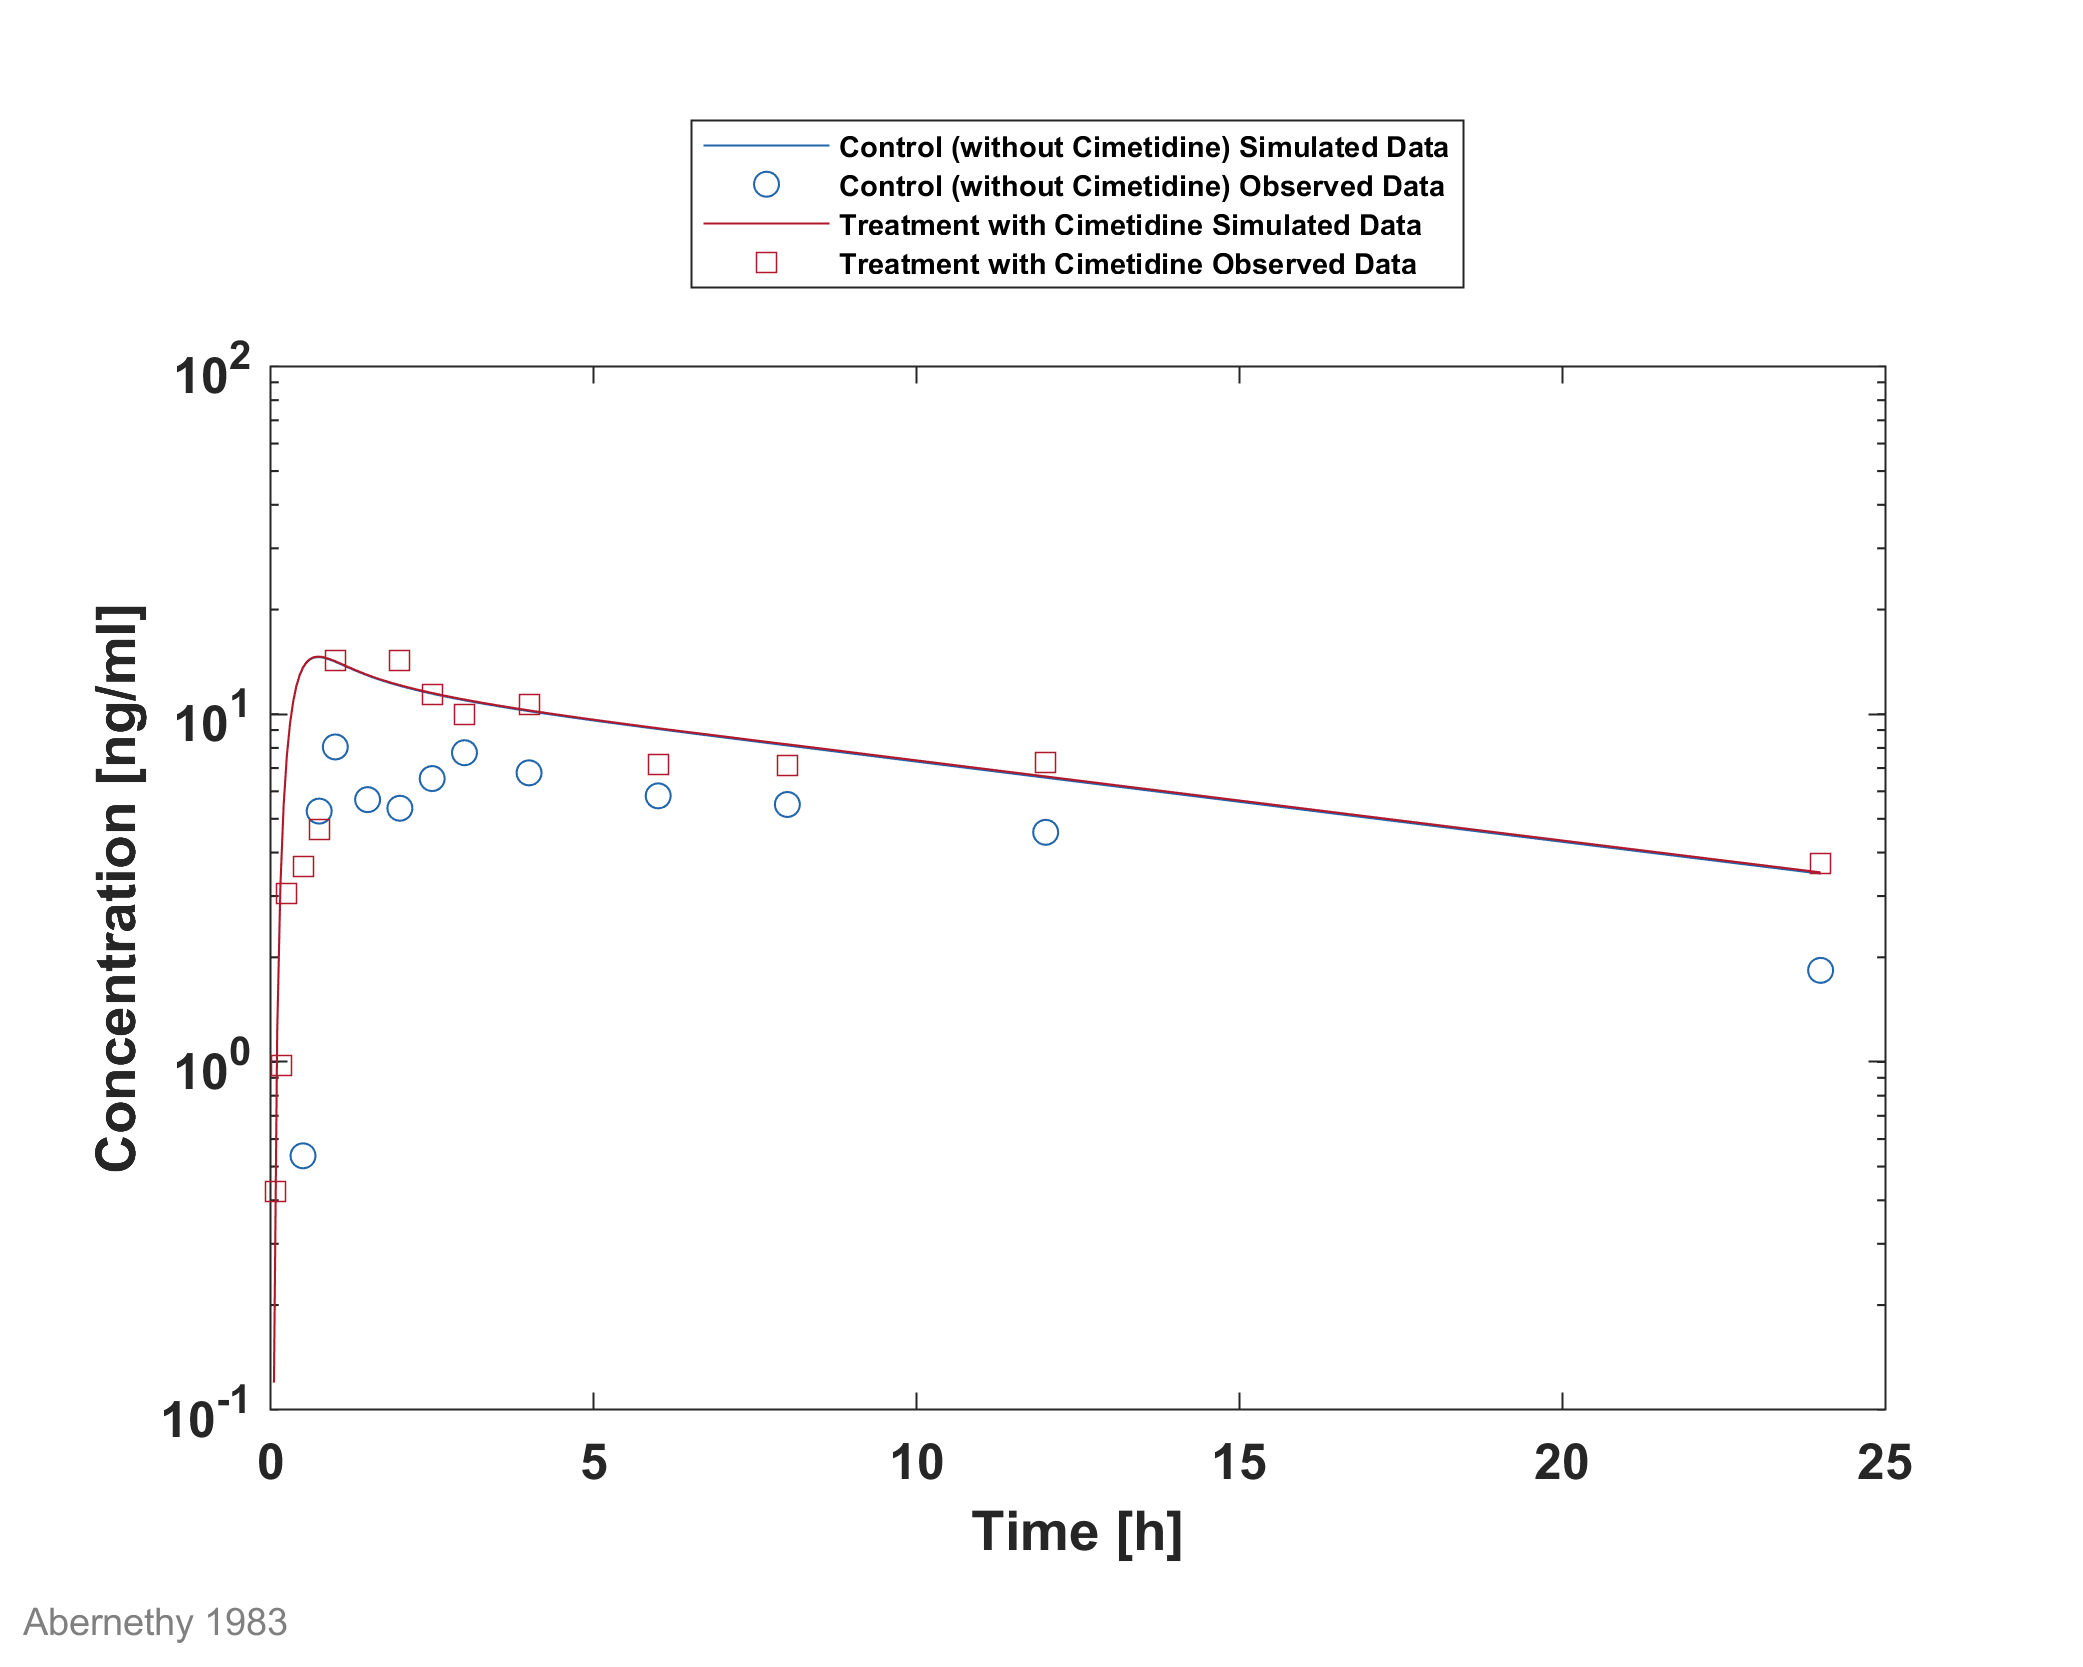 Control (without Cimetidine) Simulated Data
Control (without Cimetidine) Observed Data
Treatment with Cimetidine Simulated Data
Treatment with Cimetidine Observed Data
10^2
10^1
10^0
10^-1
Concentration [ng/ml]
0 5 10 15 20 25
Time [h]
Abernethy 1983